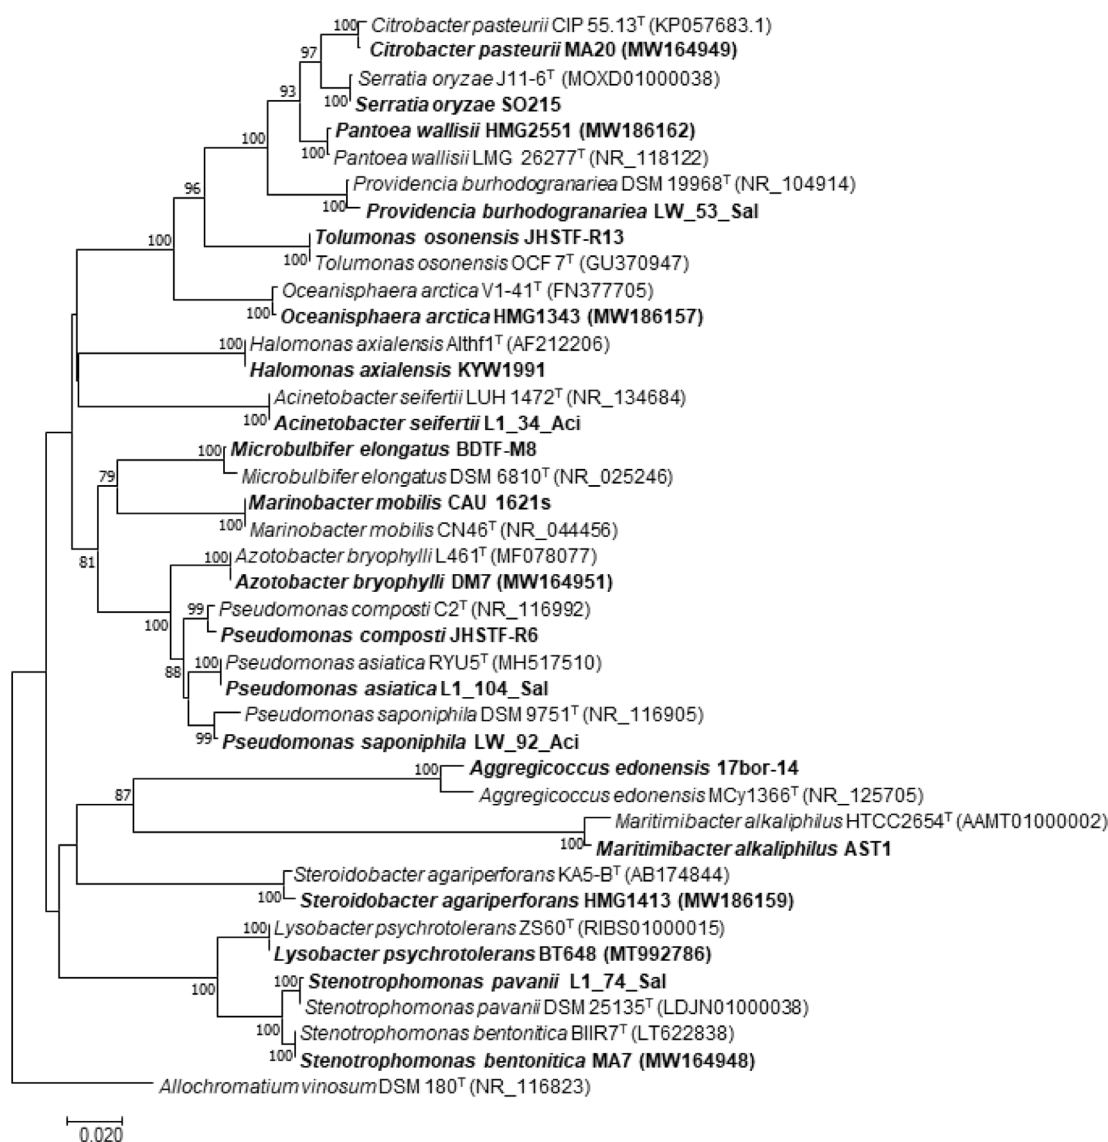 100 Citrobacter pasteurii CIP 55.13T (KP057683.1)
Citrobacter pasteurii MA20 (MW164949)
97
Serratia oryzae J11-6T (MOXD01000038)
93
100 Serratia oryzae SO215
Pantoea wallisii HMG2551 (MW186162)
100
100 Pantoea wallisii LMG 26277T (NR_118122)
Providencia burhodogranariea DSM 19968T (NR_104914)
96
100 Providencia burhodogranariea LW_53_Sal
Tolumonas osonensis JHSTF-R13
100
100 Tolumonas osonensis OCF 7T (GU370947)
Oceanisphaera arctica V1-41T (FN377705)
100 Oceanisphaera arctica HMG1343 (MW186157)
100 Halomonas axialensis Althf1T (AF212206)
Halomonas axialensis KYW1991
Acinetobacter seifertii LUH 1472T (NR_134684)
100 Acinetobacter seifertii L1_34_Aci
100 Microbulbifer elongatus BDTF-M8
79
Microbulbifer elongatus DSM 6810T (NR_025246)
Marinobacter mobilis CAU 1621s
100 Marinobacter mobilis CN46T (NR_044456)
81
100 Azotobacter bryophylli L461T (MF078077)
Azotobacter bryophylli DM7 (MW164951)
99 Pseudomonas composti C2T (NR_116992)
100
Pseudomonas composti JHSTF-R6
100 Pseudomonas asiatica RYU5T (MH517510)
88
Pseudomonas asiatica L1_104_Sal
Pseudomonas saponiphila DSM 9751T (NR_116905)
99 Pseudomonas saponiphila LW_92_Aci
100 Aggregicoccus edonensis 17bor-14
87
Aggregicoccus edonensis MCy1366T (NR_125705)
Maritimibacter alkaliphilus HTCC2654T (AAMT01000002)
100 Maritimibacter alkaliphilus AST1
Steroidobacter agariperforans KA5-BT (AB174844)
100 Steroidobacter agariperforans HMG1413 (MW186159)
100 Lysobacter psychrotolerans ZS60T (RIBS01000015)
Lysobacter psychrotolerans BT648 (MT992786)
100
100 Stenotrophomonas pavanii L1_74_Sal
Stenotrophomonas pavanii DSM 25135T (LDJN01000038)
100
Stenotrophomonas bentonitica BIIR7T (LT622838)
100 Stenotrophomonas bentonitica MA7 (MW164948)
Allochromatium vinosum DSM 180T (NR_116823)
0.020